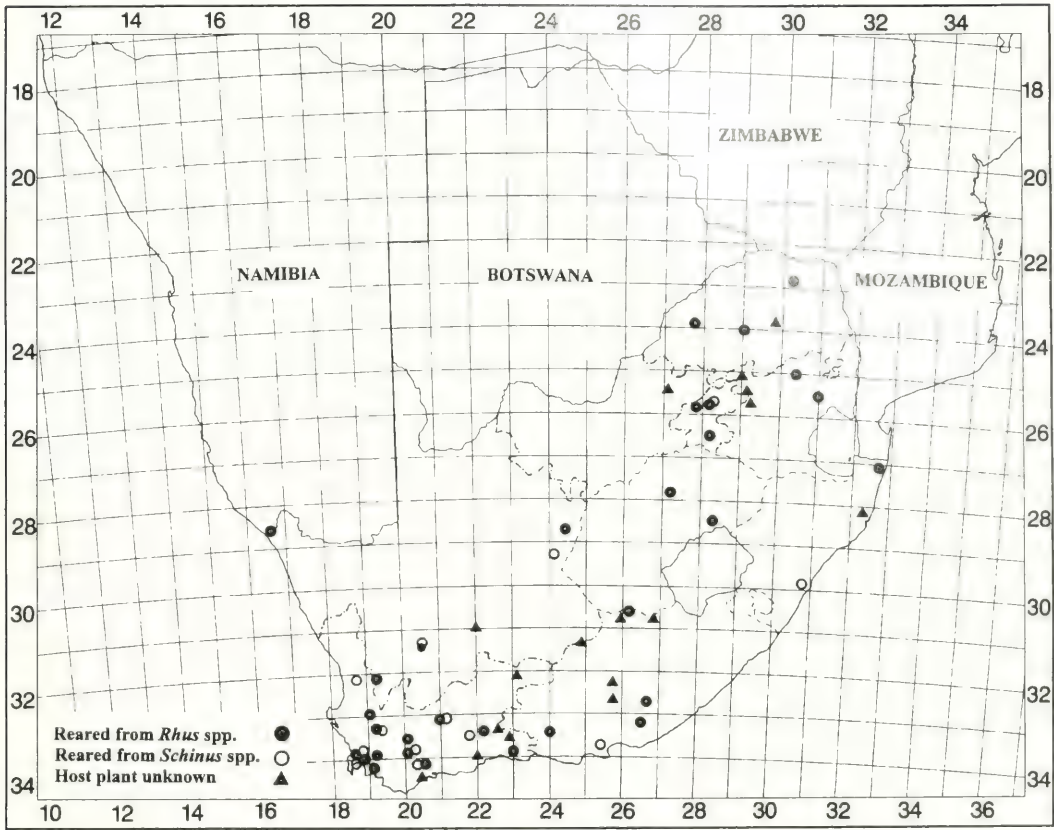 12 14 16 18 20 22 24 26 28 30 32 34
18 18
ZIMBABWE
20 20
22 NAMIBIA BOTSWANA MOZAMBIQUE 22
24 24
26 26
28 28
30 30
32 32
Reared from Rhus spp.
Reared from Schinus spp.
Host plant unknown
34 34
10 12 14 16 18 20 22 24 26 28 30 32 34 36